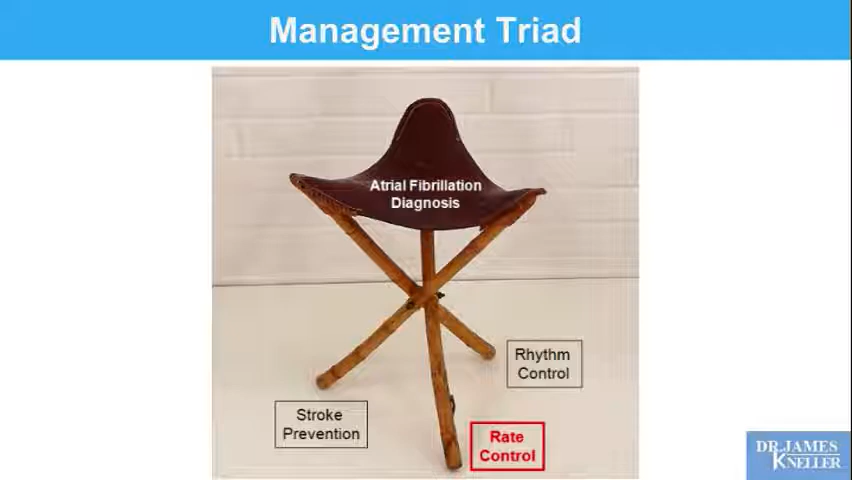 Management Triad
Atrial Fibrillation
Diagnosis
Rhythm
Control
Stroke
Prevention
Rate
Control
DR.JAMES
KNELLER